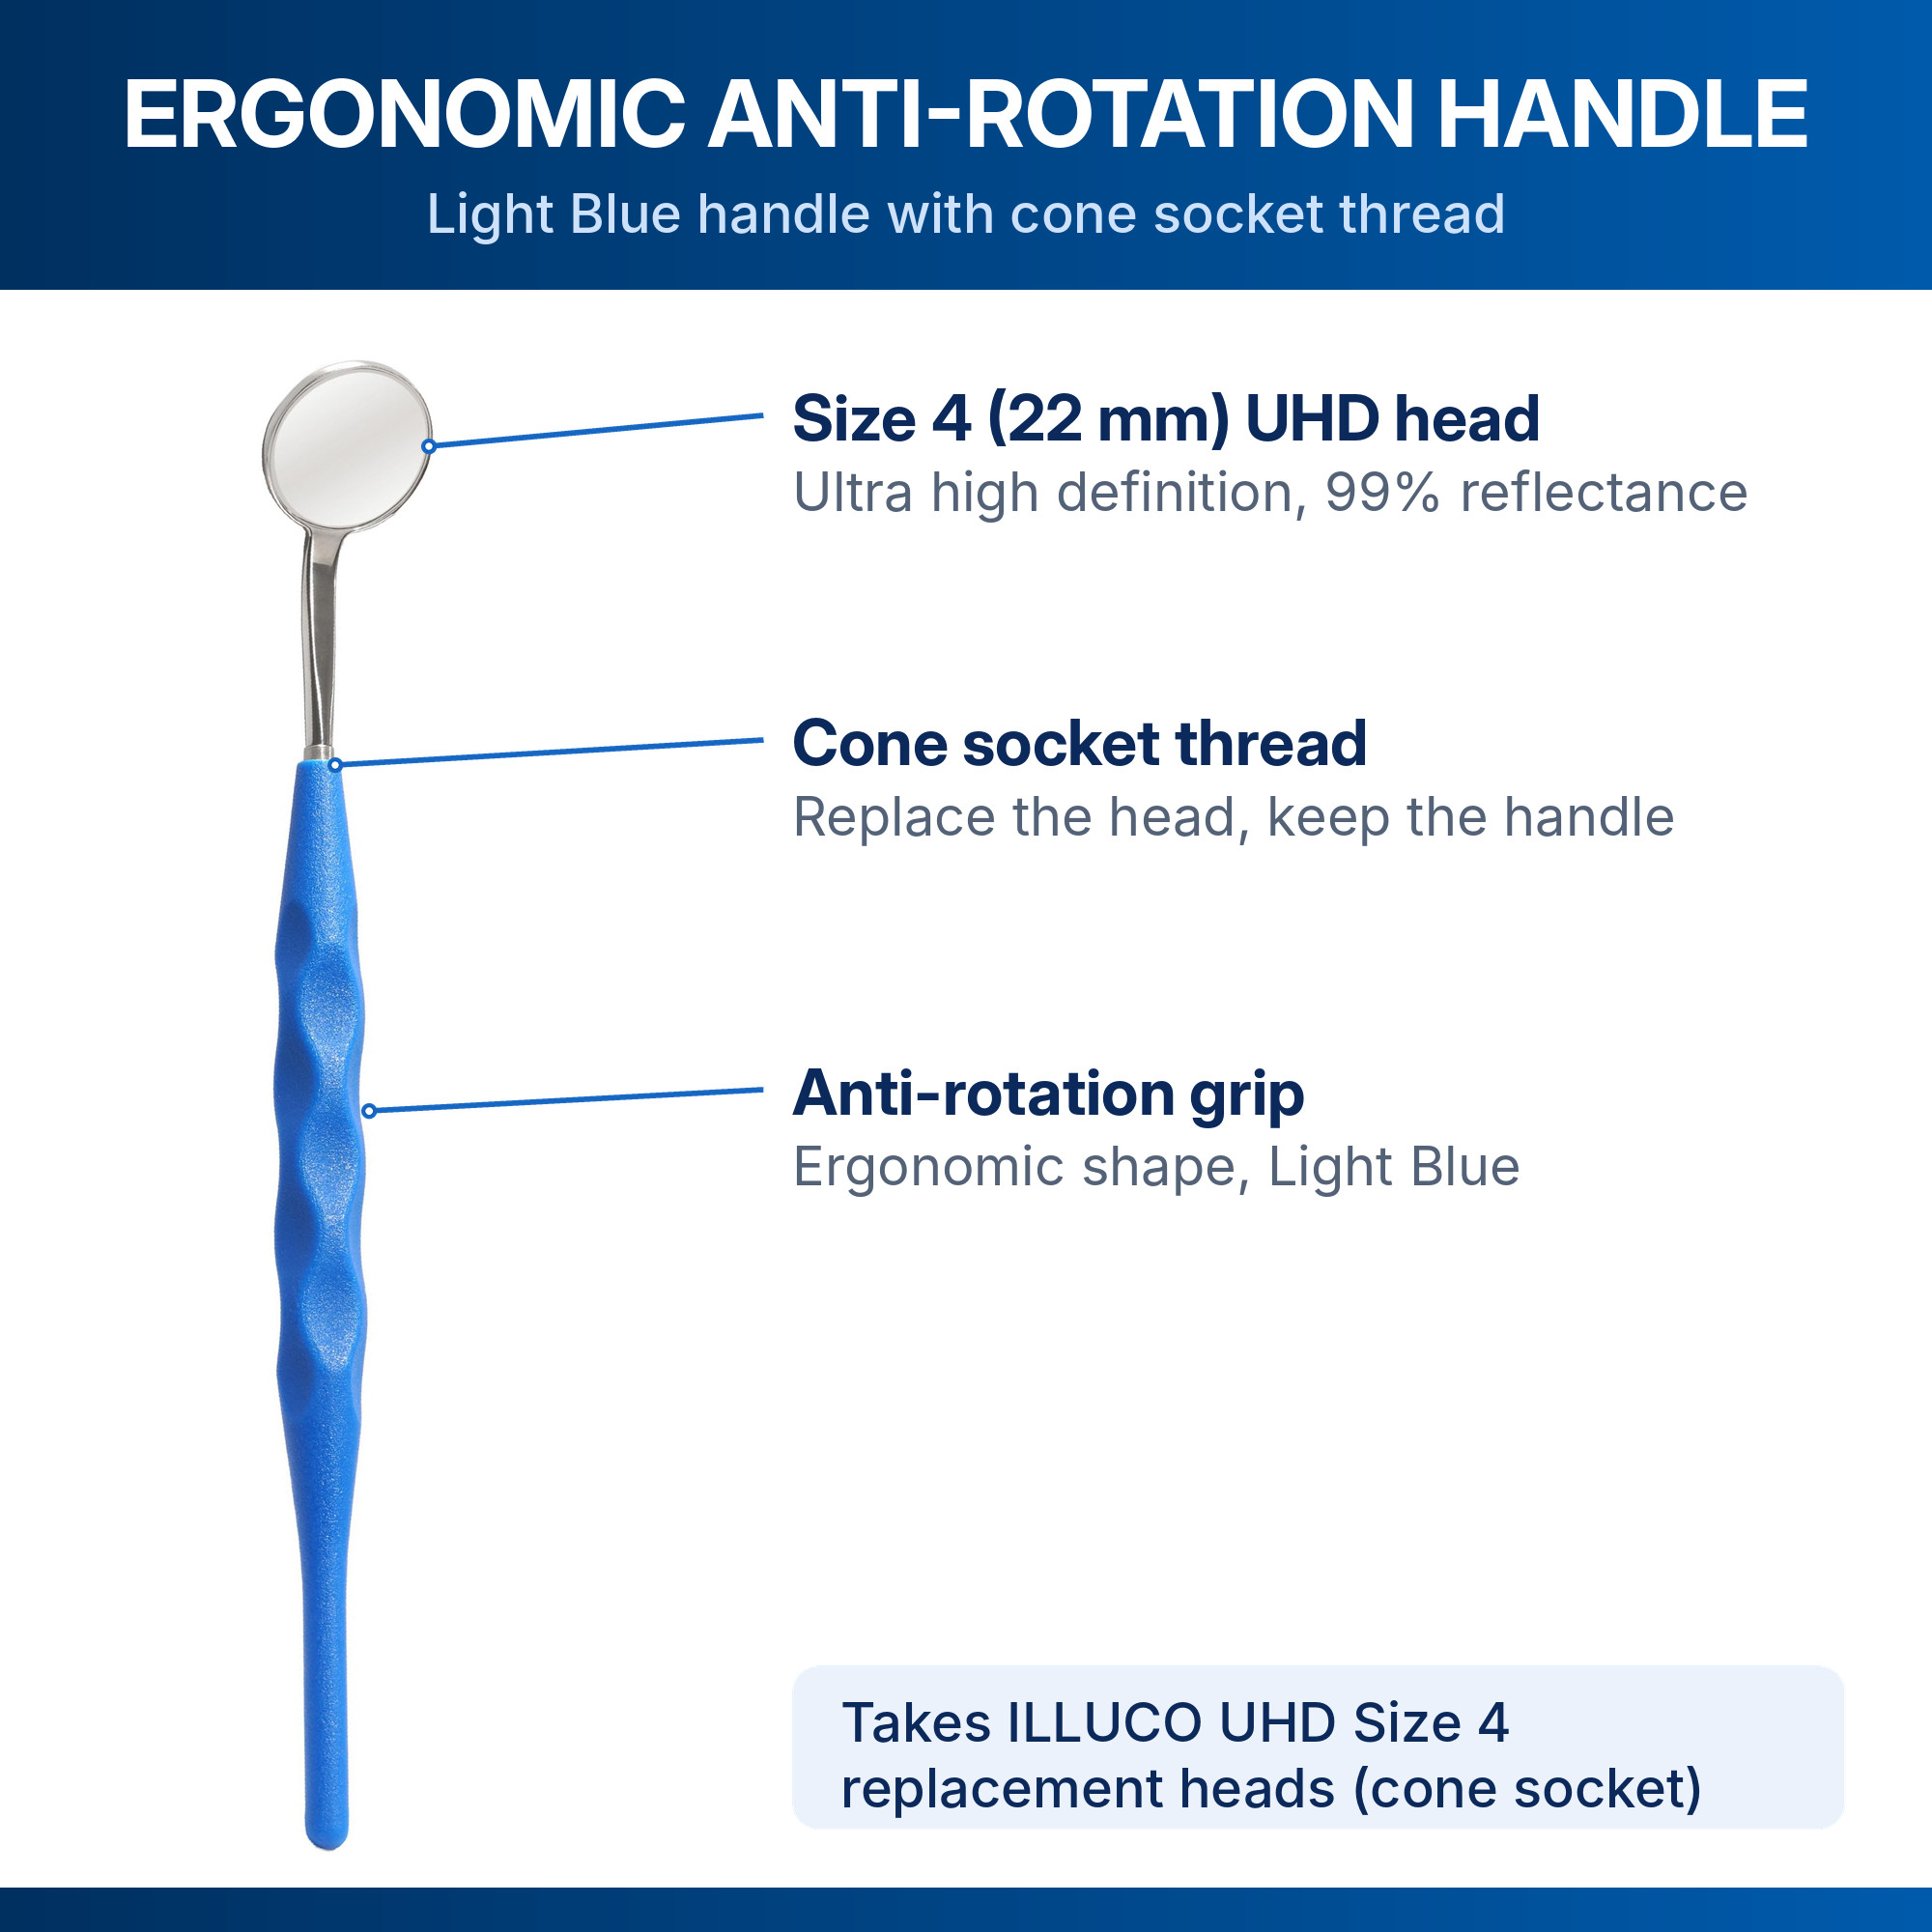 ERGONOMIC ANTI-ROTATION HANDLE
Light Blue handle with cone socket thread
Size 4 (22 mm) UHD head
Ultra high definition, 99% reflectance
Cone socket thread
Replace the head, keep the handle
Anti-rotation grip
Ergonomic shape, Light Blue
Takes ILLUCO UHD Size 4
replacement heads (cone socket)